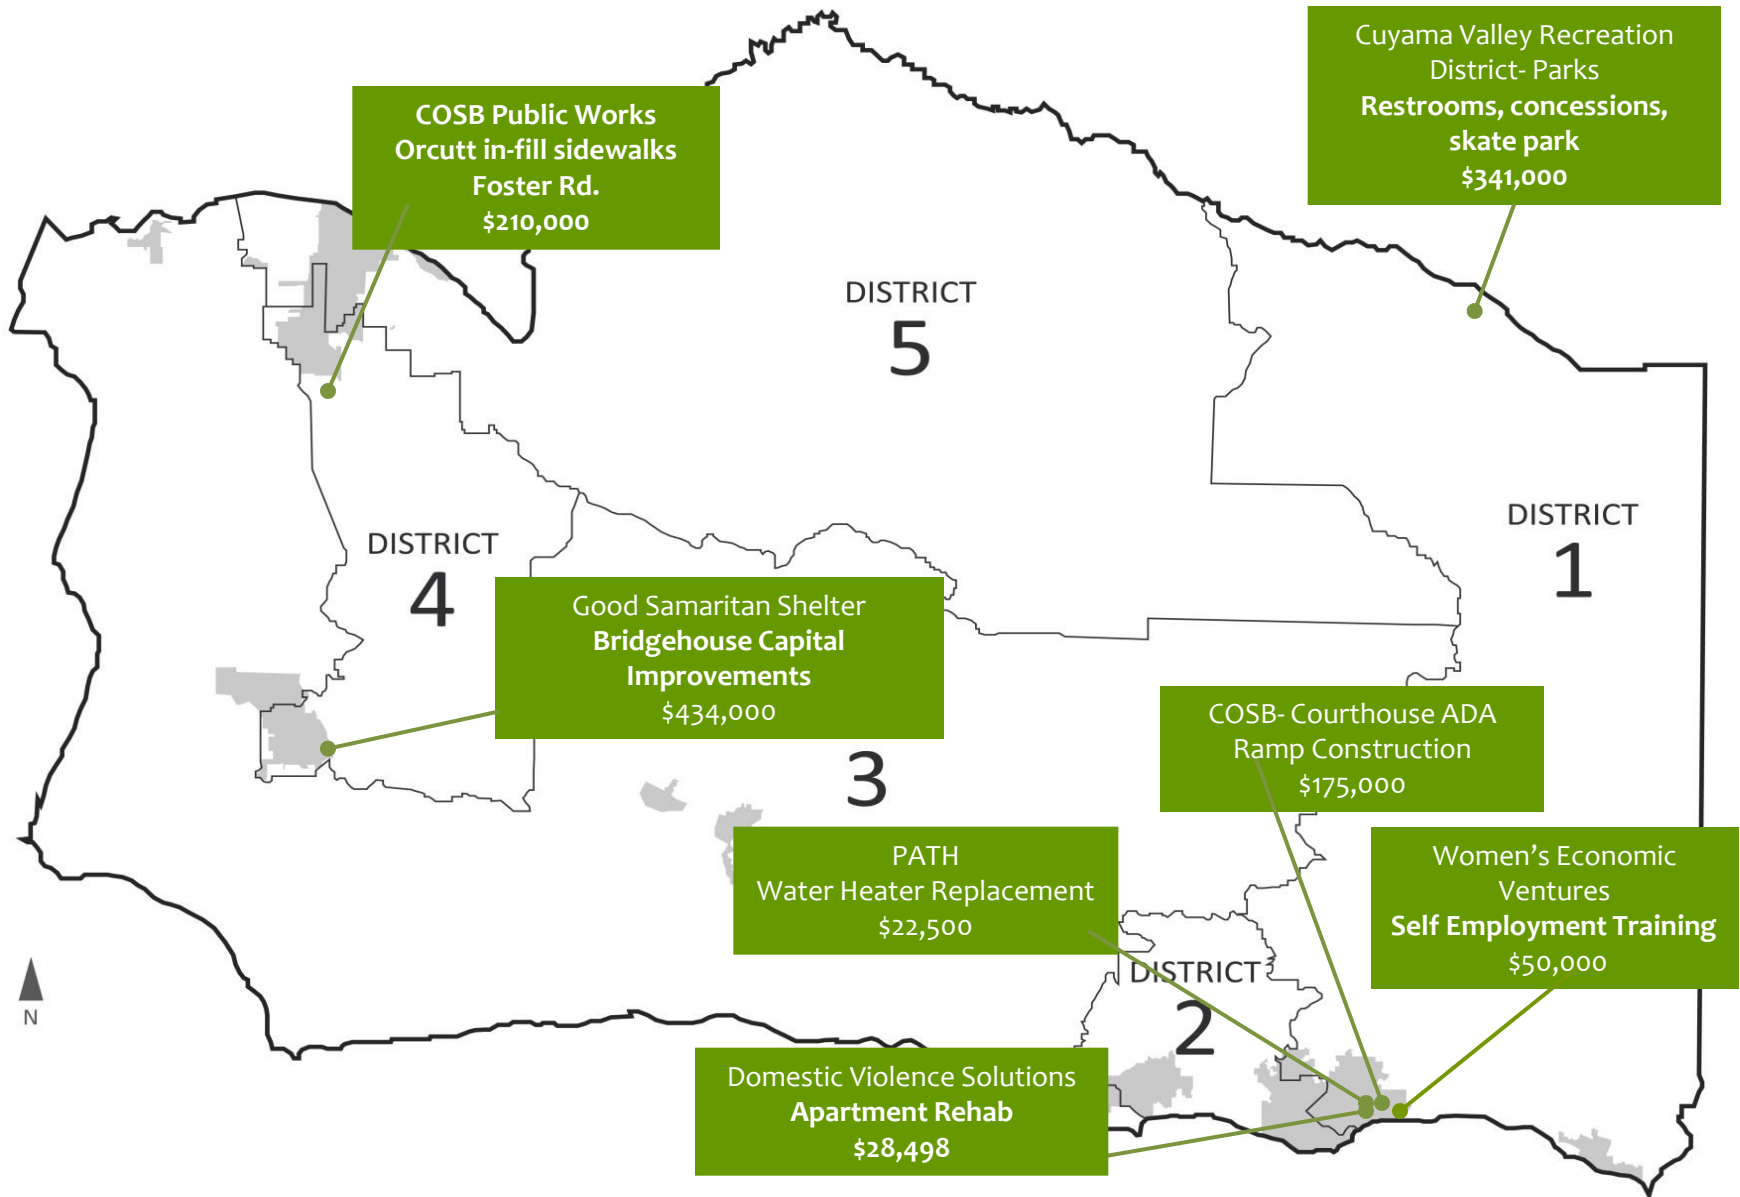 Cuyama Valley Recreation
District- Parks
Restrooms, concessions,
skate park
$341,000
COSB Public Works
Orcutt in-fill sidewalks
Foster Rd.
$210,000
DISTRICT
5
DISTRICT
1
DISTRICT
4
Good Samaritan Shelter
Bridgehouse Capital
Improvements
$434,000
3
COSB- Courthouse ADA
Ramp Construction
$175,000
PATH
Water Heater Replacement
$22,500
Women’s Economic
Ventures
Self Employment Training
$50,000
DISTRICT
2
N
Domestic Violence Solutions
Apartment Rehab
$28,498